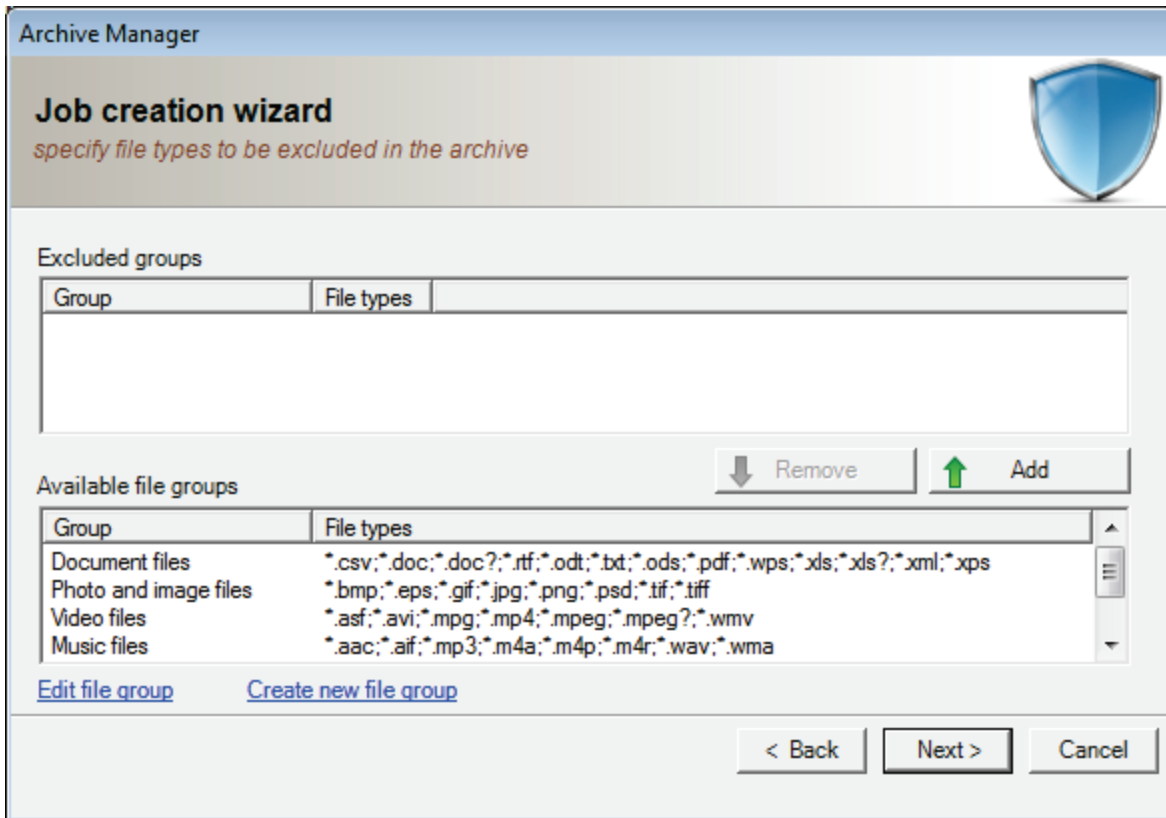 Archive Manager
Job creation wizard
specify file types to be excluded in the archive
Excluded groups
Group File types
Remove Add
Available file groups
Group File types
Document files *.csv;*.doc;*.doc?;*.rtf;*.odt;*.txt;*.ods;*.pdf;*.wps;*.xls;*.xls?;*.xml;*.xps
Photo and image files *.bmp;*.eps;*.gif;*.jpg;*.png;*.psd;*.tif;*.tiff
Video files *.asf;*.avi;*.mpg;*.mp4;*.mpeg;*.mpeg?;*.wmv
Music files *.aac;*.aif;*.mp3;*.m4a;*.m4p;*.m4r;*.wav;*.wma
Edit file group Create new file group
< Back Next > Cancel